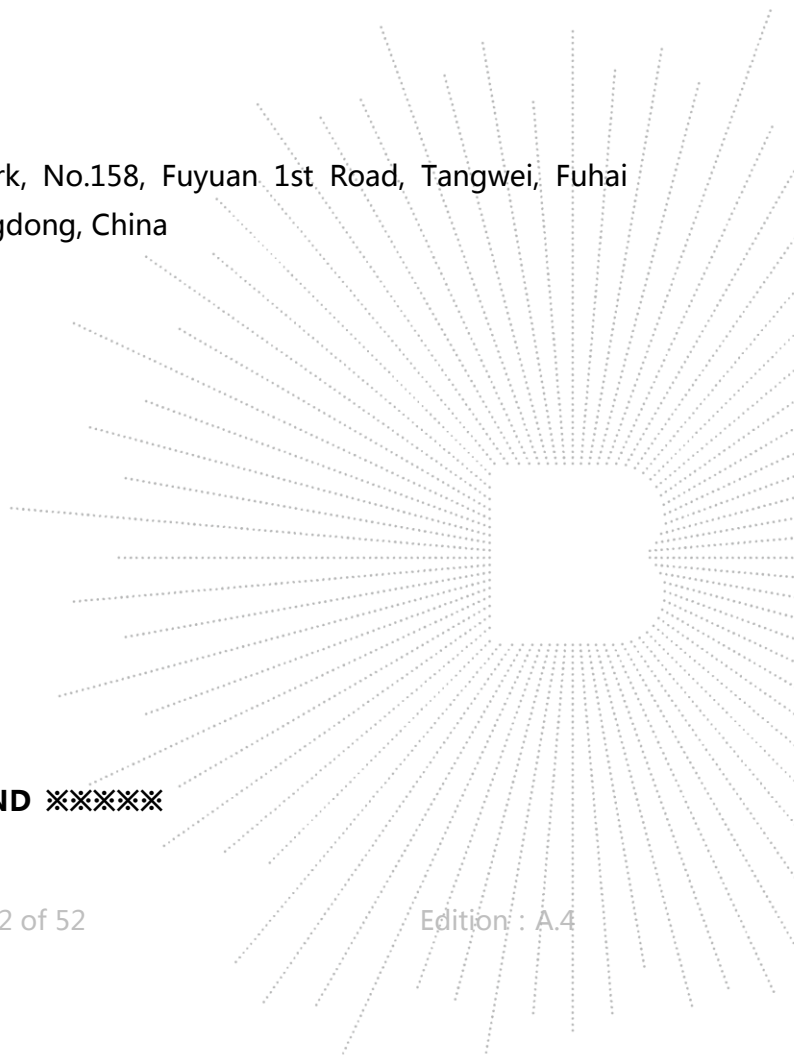 rk, No.158, Fuyuan 1st Road, Tangwei, Fuhai
gdong, China
ND ※※※※※
2 of 52 Edition : A.4